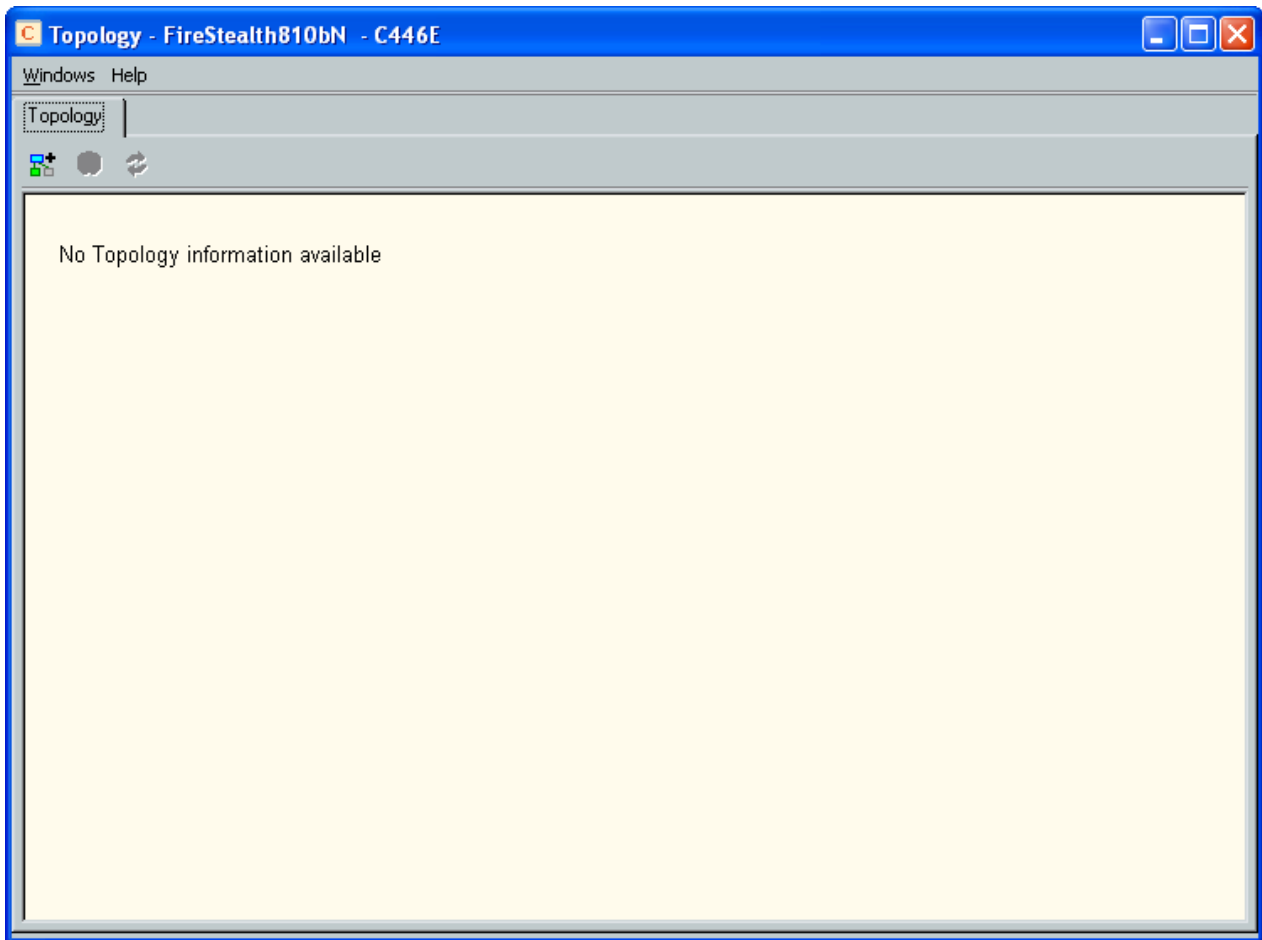 C Topology - FireStealth810bN - C446E
Windows Help
Topology
No Topology information available